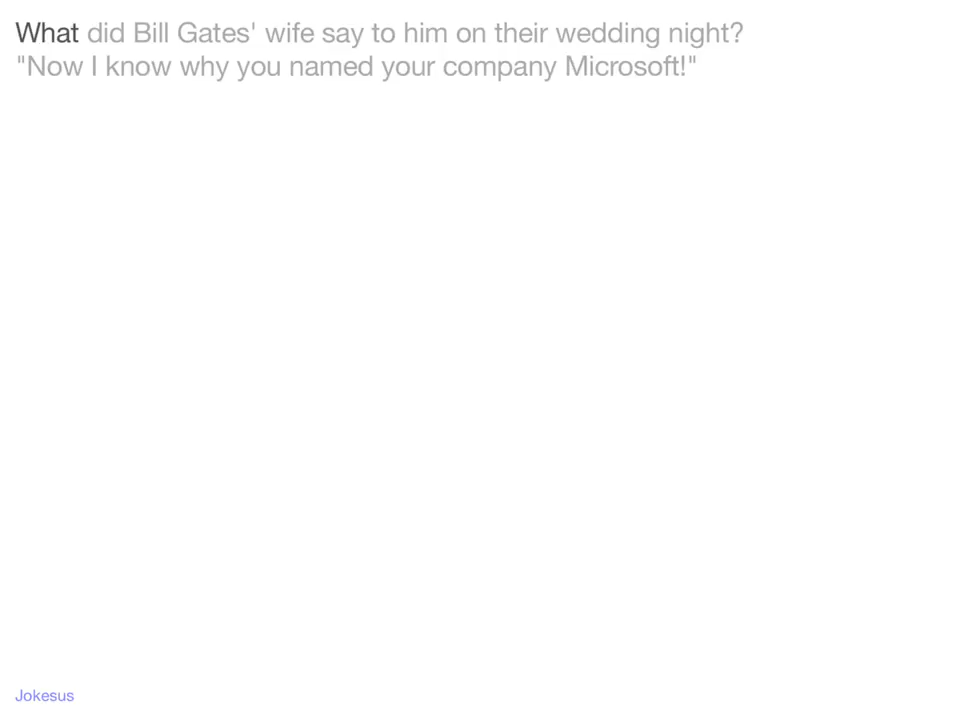 What did Bill Gates' wife say to him on their wedding night?
"Now I know why you named your company Microsoft!"
Jokesus